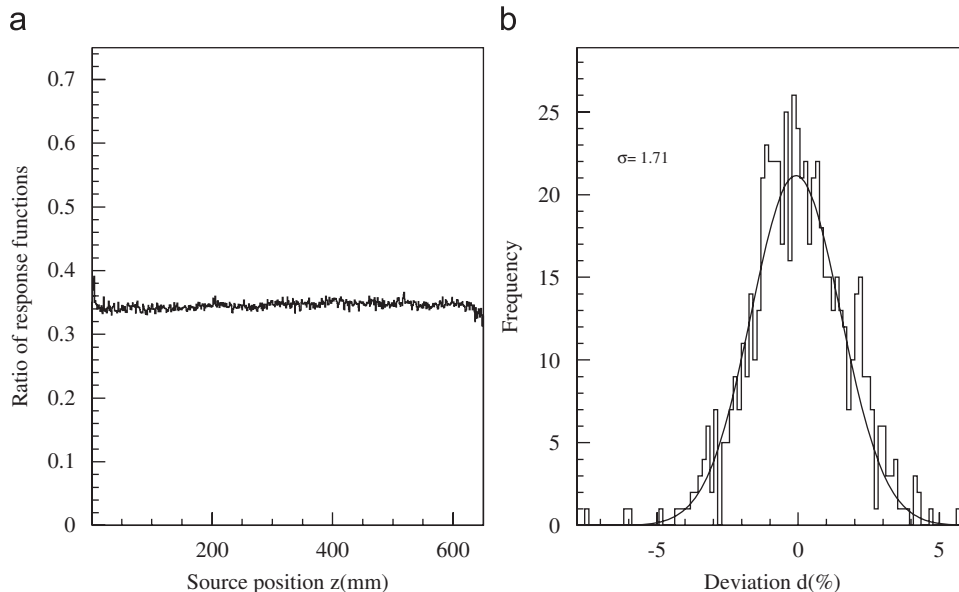 a
Ratio of response functions
0.7
0.6
0.5
0.4
0.3
0.2
0.1
0
200
400
600
Source position z(mm)
b
Frequency
25
20
15
10
5
0
σ= 1.71
-5
0
5
Deviation d(%)